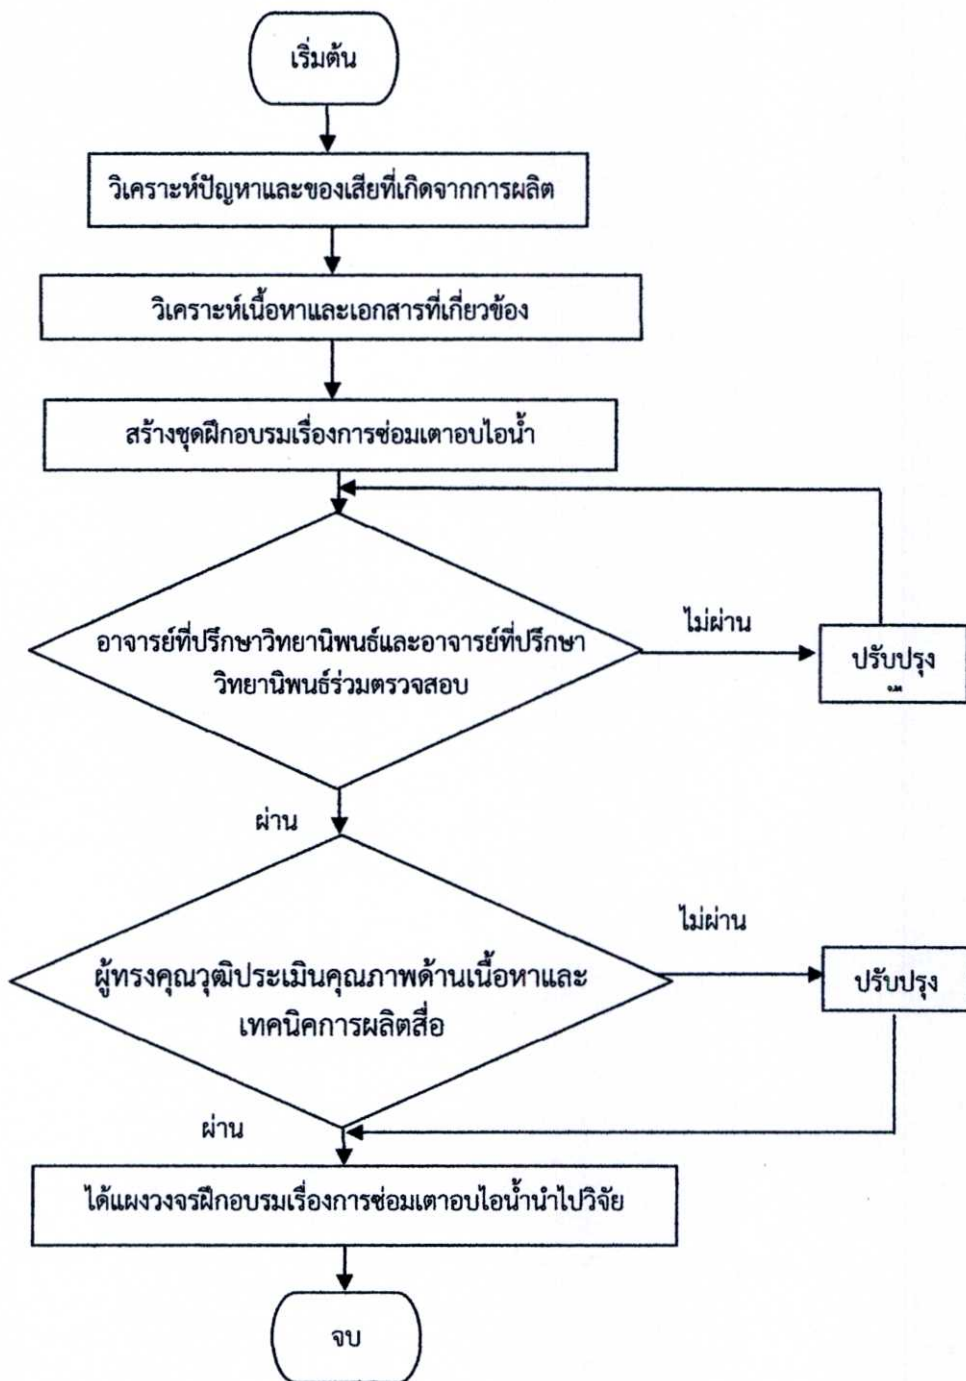 เริ่มต้น
วิเคราะห์ปัญหาและของเสียที่เกิดจากการผลิต
วิเคราะห์เนื้อหาและเอกสารที่เกี่ยวข้อง
สร้างชุดฝึกอบรมเรื่องการซ่อมเตาอบไอน้ำ
อาจารย์ที่ปรึกษาวิทยานิพนธ์และอาจารย์ที่ปรึกษา
วิทยานิพนธ์ร่วมตรวจสอบ
ไม่ผ่าน
ปรับปรุง
ผ่าน
ผู้ทรงคุณวุฒิประเมินคุณภาพด้านเนื้อหาและ
เทคนิคการผลิตสื่อ
ไม่ผ่าน
ปรับปรุง
ผ่าน
ได้แผงวงจรฝึกอบรมเรื่องการซ่อมเตาอบไอน้ำนำไปวิจัย
จบ